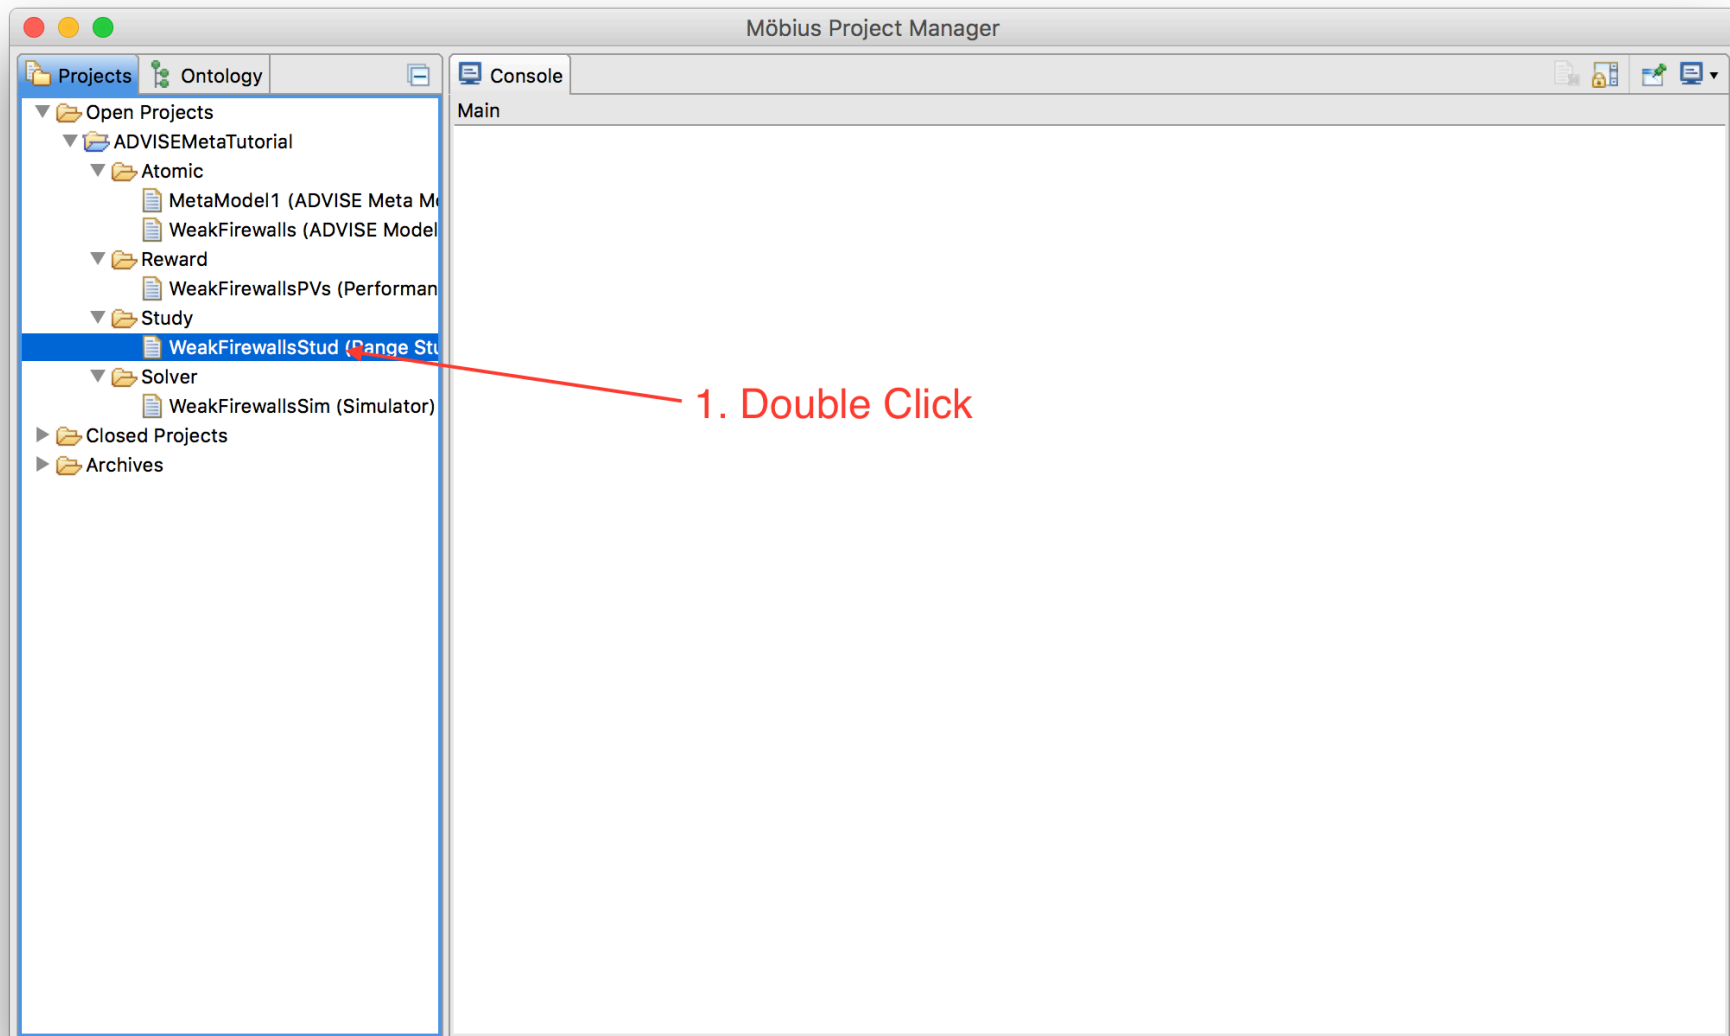 Möbius Project Manager
Projects
Ontology
Console
Main
Open Projects
ADVISEMetaTutorial
Atomic
MetaModel1 (ADVISE Meta
WeakFirewalls (ADVISE Model
Reward
WeakFirewallsPVs (Performan
Study
WeakFirewallsStud (Range Stu
Solver
WeakFirewallsSim (Simulator)
Closed Projects
Archives
1. Double Click